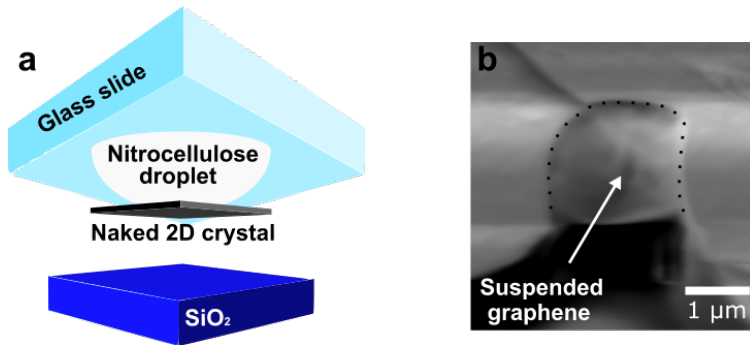 a
Glass slide
Nitrocellulose
droplet
Naked 2D crystal
SiO₂
b
Suspended
graphene
1 µm